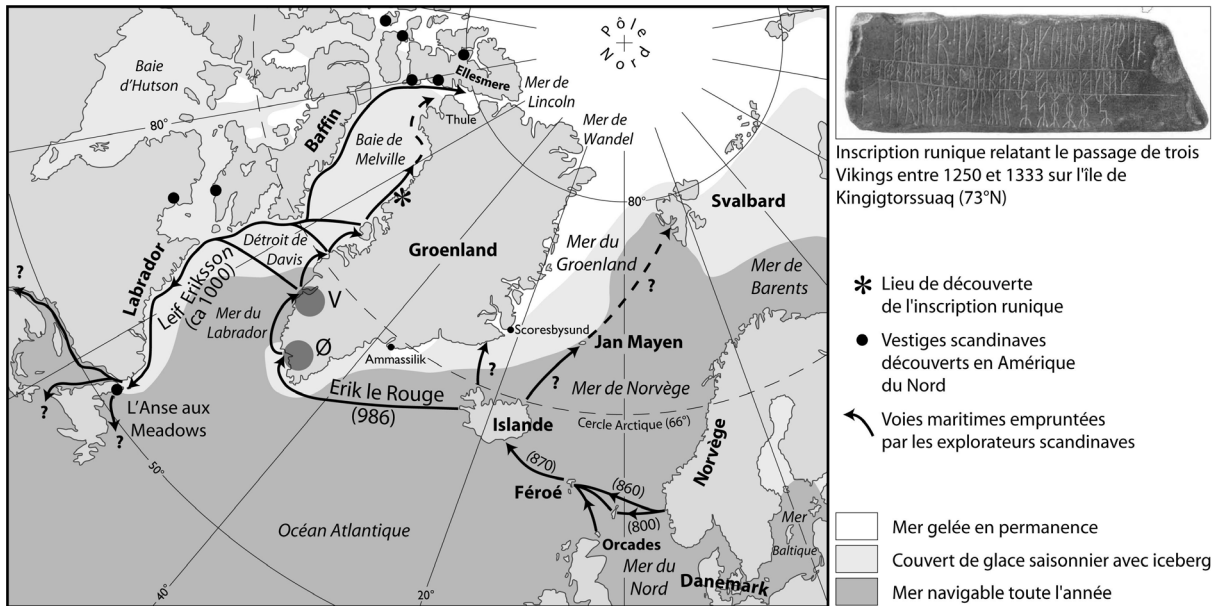 Pôle
Nord
Baie
d'Hutson
80°
Baffin
Ellesmere
Mer de
Lincoln
Thule
Mer de
Wandel
Baie de
Melville
80°
Svalbard
Groenland
Mer du
Groenland
Mer de
Barents
Détroit de
Davis
Labrador
Leif Eriksson
(ca 1000)
?
Mer du
Labrador
V
Ø
Scoresbysund
Ammassilik
Jan Mayen
?
?
?
Mer de Norvège
Erik le Rouge
(986)
Islande
Cercle Arctique (66°)
Norvège
L'Anse aux
Meadows
?
?
50°
(870)
Féroé
(860)
(800)
Orcades
Mer du
Nord
Danemark
Mer
Baltique
Océan Atlantique
40°
20°
Inscription runique relatant le passage de trois
Vikings entre 1250 et 1333 sur l'île de
Kingigtorssuaq (73°N)
* Lieu de découverte
de l'inscription runique
Vestiges scandinaves
découverts en Amérique
du Nord
Voies maritimes empruntées
par les explorateurs scandinaves
Mer gelée en permanence
Couvert de glace saisonnier avec iceberg
Mer navigable toute l'année